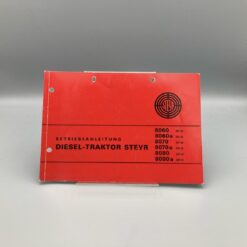 BETRIEBSANLEITUNG
DIESEL-TRAKTOR STEYR
8060
8060a
8070
8070a
8080
8080a